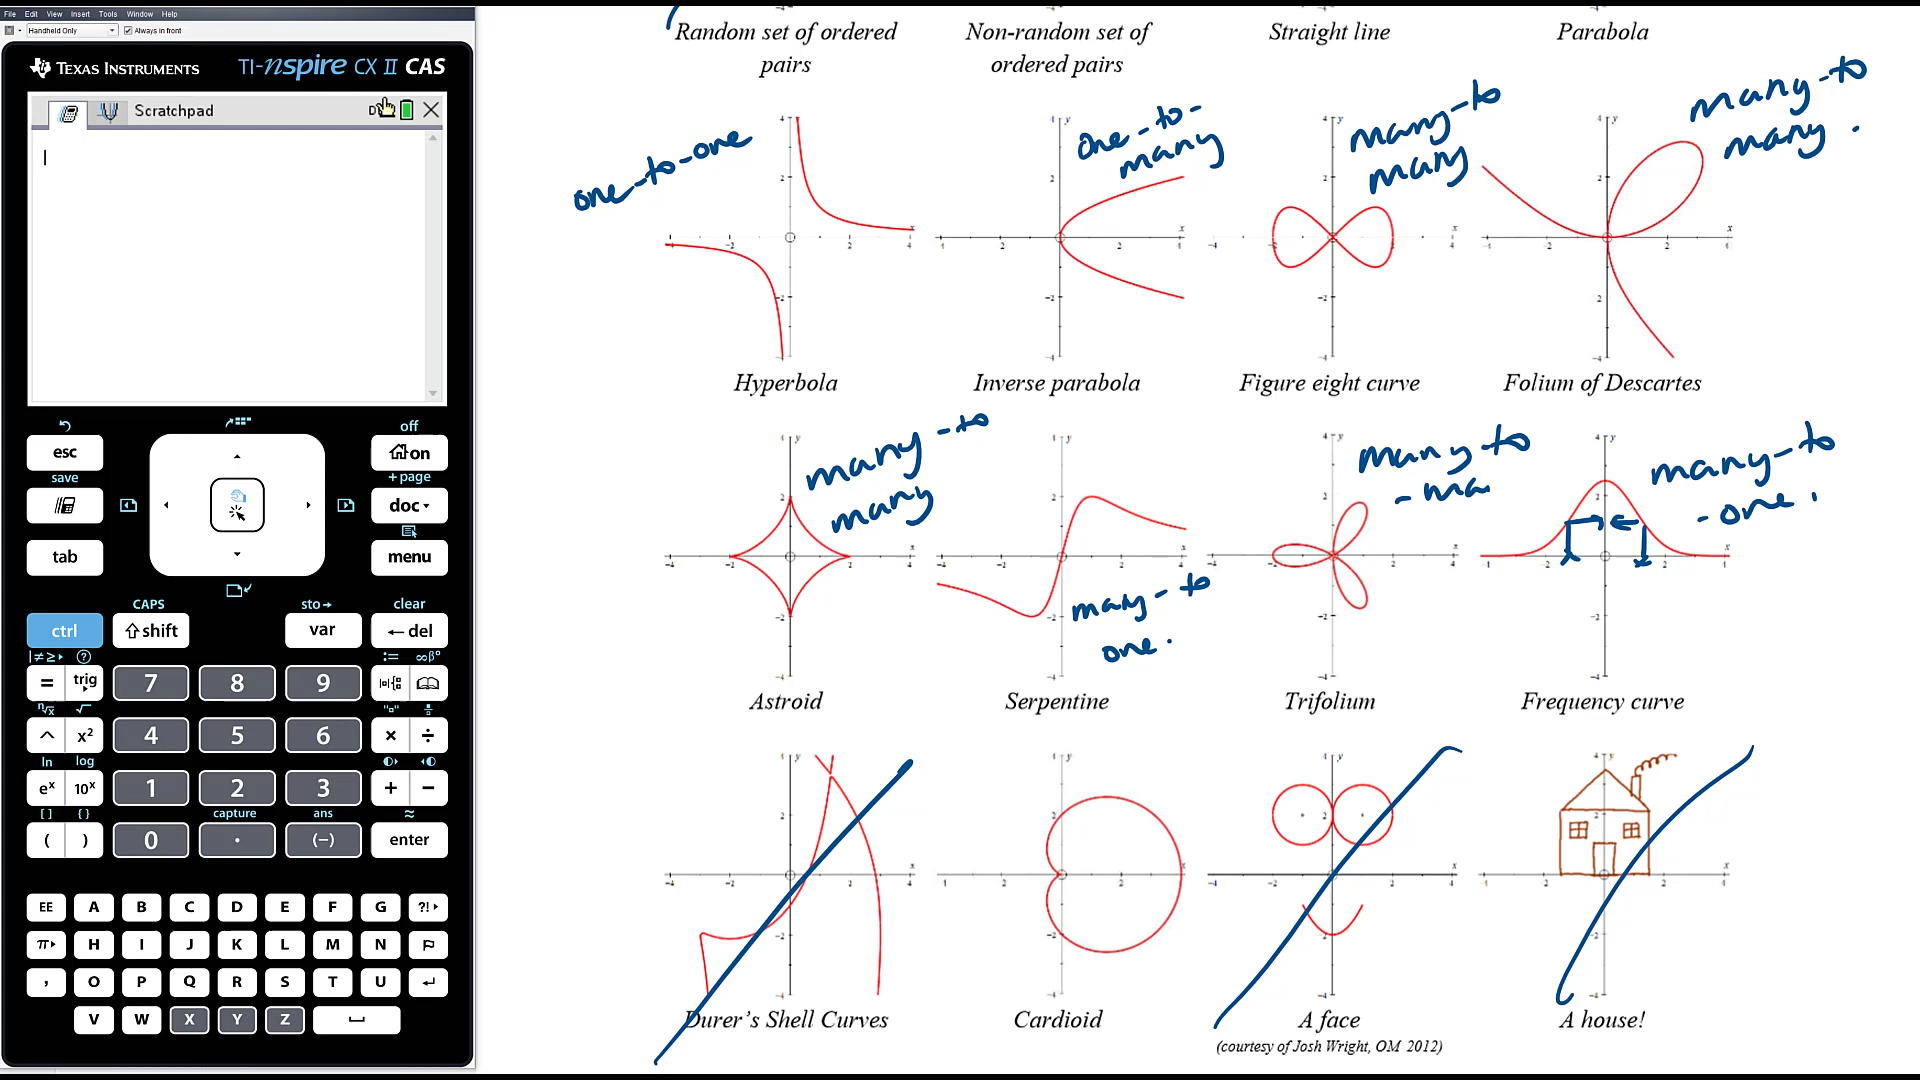 File Edit View Insert Tools Window Help
Handheld Only Always in front
TEXAS INSTRUMENTS TI-nspire CX II CAS
Scratchpad
off
esc on
save + page
doc
tab menu
CAPS sto→ clear
ctrl shift var ← del
|≠≥▸ ? := ∞β°
= trig 7 8 9
ⁿ√x √
^ x² 4 5 6 × ÷
ln log
eˣ 10ˣ 1 2 3 + −
[ ] { } capture ans ≈
( ) 0 . (−) enter
EE A B C D E F G ?!▸
π▸ H I J K L M N
, O P Q R S T U
V W X Y Z
Random set of ordered
pairs
Non-random set of
ordered pairs
Straight line
Parabola
one-to-one
one-to-
many
many-to
many
many-to
many.
Hyperbola
Inverse parabola
Figure eight curve
Folium of Descartes
many-to
many
many-to
one.
many-to
- ma
many-to
- one.
Astroid
Serpentine
Trifolium
Frequency curve
Durer's Shell Curves
Cardioid
A face
(courtesy of Josh Wright, OM 2012)
A house!